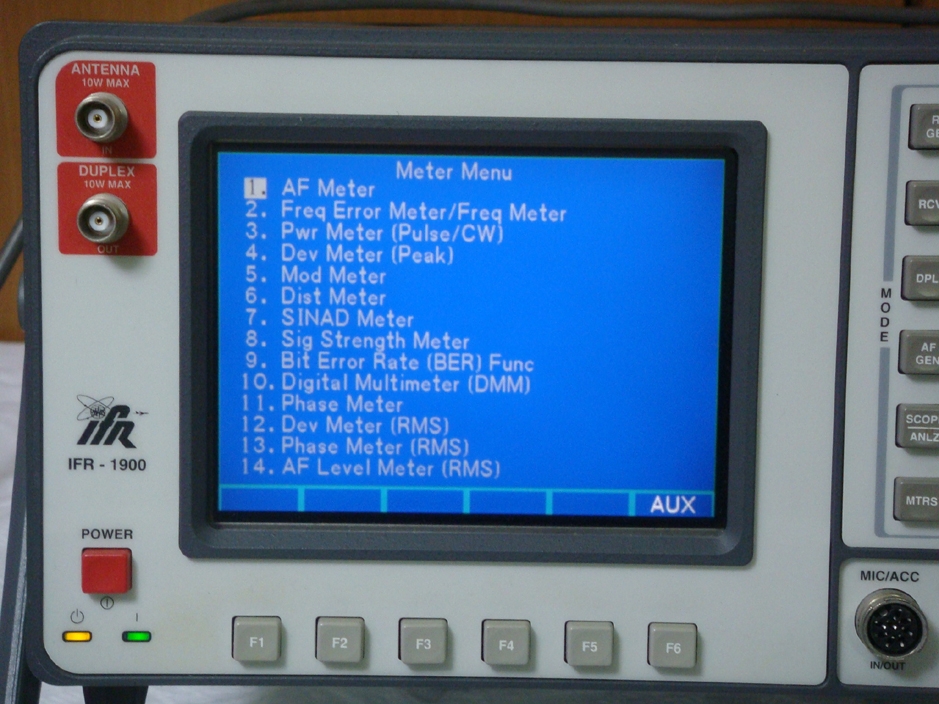 ANTENNA
10W MAX
IN
DUPLEX
10W MAX
OUT
Meter Menu
1. AF Meter
2. Freq Error Meter/Freq Meter
3. Pwr Meter (Pulse/CW)
4. Dev Meter (Peak)
5. Mod Meter
6. Dist Meter
7. SINAD Meter
8. Sig Strength Meter
9. Bit Error Rate (BER) Func
10. Digital Multimeter (DMM)
11. Phase Meter
12. Dev Meter (RMS)
13. Phase Meter (RMS)
14. AF Level Meter (RMS)
AUX
IFR
IFR - 1900
POWER
F1
F2
F3
F4
F5
F6
MODE
RCV
DPL
AF
GEN
SCOP
ANLZ
MTRS
MIC/ACC
IN/OUT